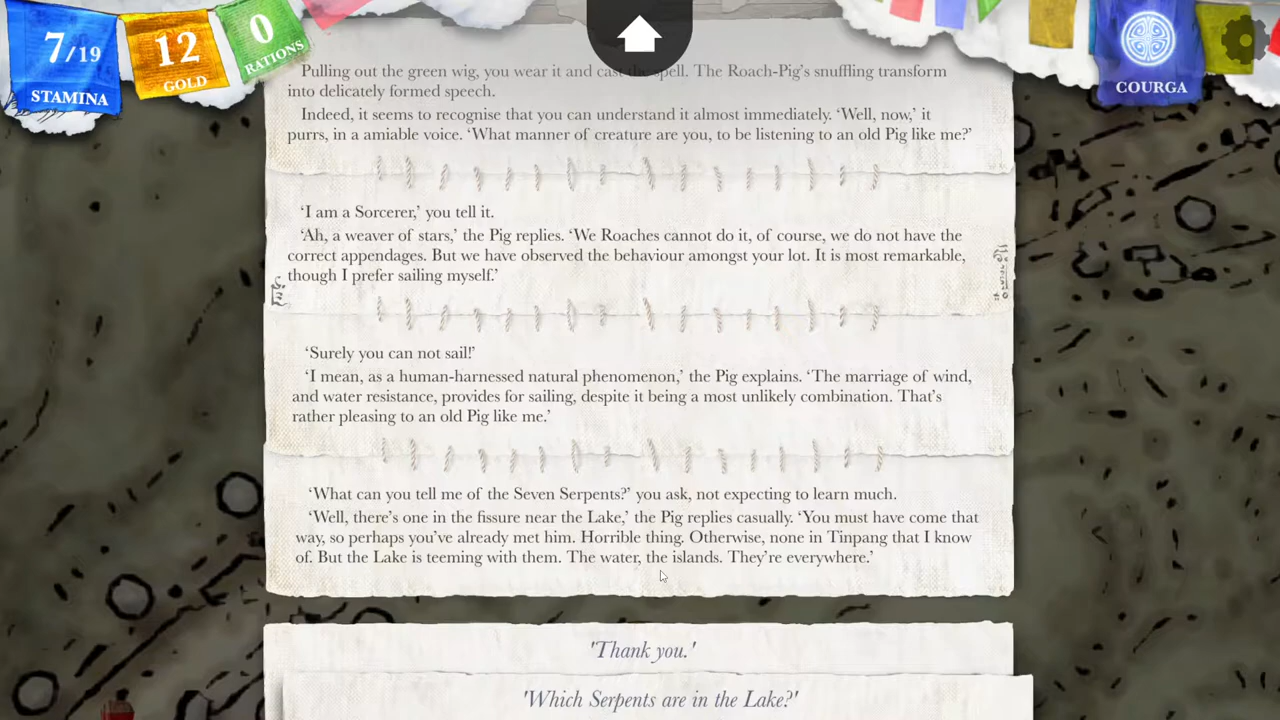 7/19
STAMINA
12
GOLD
0
RATIONS
COURGA
Pulling out the green wig, you wear it and cast the spell. The Roach-Pig's snuffling transform
into delicately formed speech.
Indeed, it seems to recognise that you can understand it almost immediately. ‘Well, now,’ it
purrs, in a amiable voice. ‘What manner of creature are you, to be listening to an old Pig like me?’
‘I am a Sorcerer,’ you tell it.
‘Ah, a weaver of stars,’ the Pig replies. ‘We Roaches cannot do it, of course, we do not have the
correct appendages. But we have observed the behaviour amongst your lot. It is most remarkable,
though I prefer sailing myself.’
‘Surely you can not sail!’
‘I mean, as a human-harnessed natural phenomenon,’ the Pig explains. ‘The marriage of wind,
and water resistance, provides for sailing, despite it being a most unlikely combination. That's
rather pleasing to an old Pig like me.’
‘What can you tell me of the Seven Serpents?’ you ask, not expecting to learn much.
‘Well, there's one in the fissure near the Lake,’ the Pig replies casually. ‘You must have come that
way, so perhaps you've already met him. Horrible thing. Otherwise, none in Tinpang that I know
of. But the Lake is teeming with them. The water, the islands. They're everywhere.’
'Thank you.'
'Which Serpents are in the Lake?'